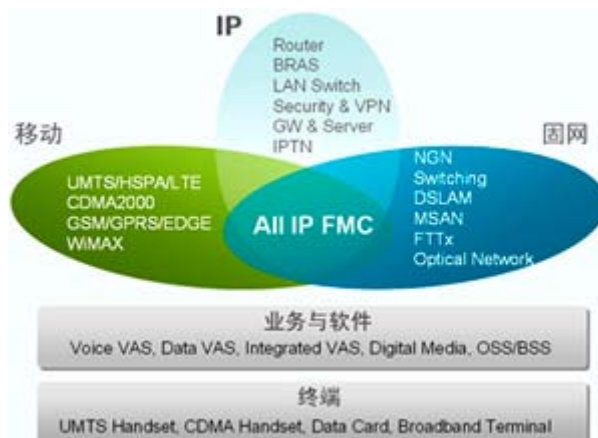 IP
Router
BRAS
LAN Switch
Security & VPN
GW & Server
IPTN
移动
UMTS/HSPA/LTE
CDMA2000
GSM/GPRS/EDGE
WiMAX
All IP FMC
固网
NGN
Switching
DSLAM
MSAN
FTTx
Optical Network
业务与软件
Voice VAS, Data VAS, Integrated VAS, Digital Media, OSS/BSS
终端
UMTS Handset, CDMA Handset, Data Card, Broadband Terminal